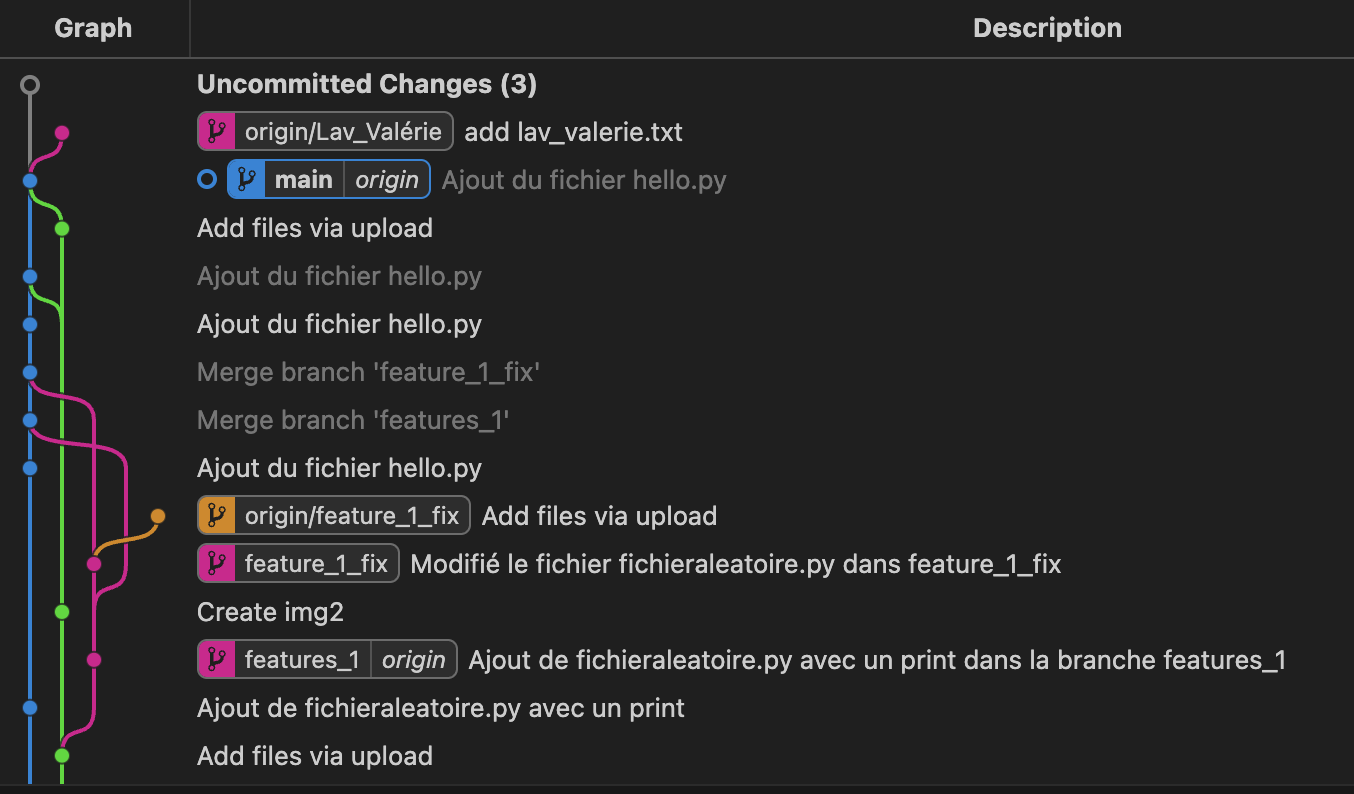 Graph Description
Uncommitted Changes (3)
origin/Lav_Valérie add lav_valerie.txt
main origin Ajout du fichier hello.py
Add files via upload
Ajout du fichier hello.py
Ajout du fichier hello.py
Merge branch 'feature_1_fix'
Merge branch 'features_1'
Ajout du fichier hello.py
origin/feature_1_fix Add files via upload
feature_1_fix Modifié le fichier fichieraleatoire.py dans feature_1_fix
Create img2
features_1 origin Ajout de fichieraleatoire.py avec un print dans la branche features_1
Ajout de fichieraleatoire.py avec un print
Add files via upload